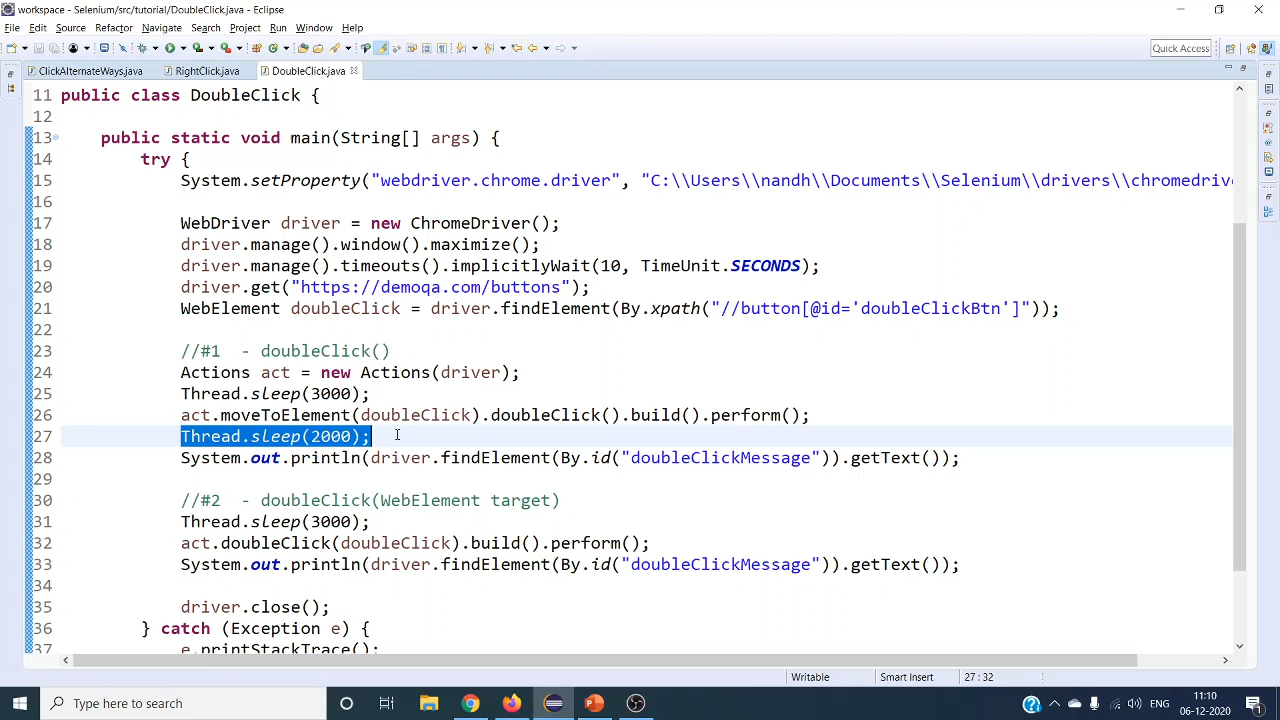 workspace - Selenium/src/tutorial/DoubleClick.java - Eclipse
File Edit Source Refactor Navigate Search Project Run Window Help
Quick Access
ClickAlternateWays.java RightClick.java DoubleClick.java
11 public class DoubleClick {
12
13 public static void main(String[] args) {
14 try {
15 System.setProperty("webdriver.chrome.driver", "C:\\Users\\nandh\\Documents\\Selenium\\drivers\\chromedriv
16
17 WebDriver driver = new ChromeDriver();
18 driver.manage().window().maximize();
19 driver.manage().timeouts().implicitlyWait(10, TimeUnit.SECONDS);
20 driver.get("https://demoqa.com/buttons");
21 WebElement doubleClick = driver.findElement(By.xpath("//button[@id='doubleClickBtn']"));
22
23 //#1 - doubleClick()
24 Actions act = new Actions(driver);
25 Thread.sleep(3000);
26 act.moveToElement(doubleClick).doubleClick().build().perform();
27 Thread.sleep(2000);
28 System.out.println(driver.findElement(By.id("doubleClickMessage")).getText());
29
30 //#2 - doubleClick(WebElement target)
31 Thread.sleep(3000);
32 act.doubleClick(doubleClick).build().perform();
33 System.out.println(driver.findElement(By.id("doubleClickMessage")).getText());
34
35 driver.close();
36 } catch (Exception e) {
37 e.printStackTrace();
Writable Smart Insert 27 : 32
Type here to search
ENG 11:10
06-12-2020